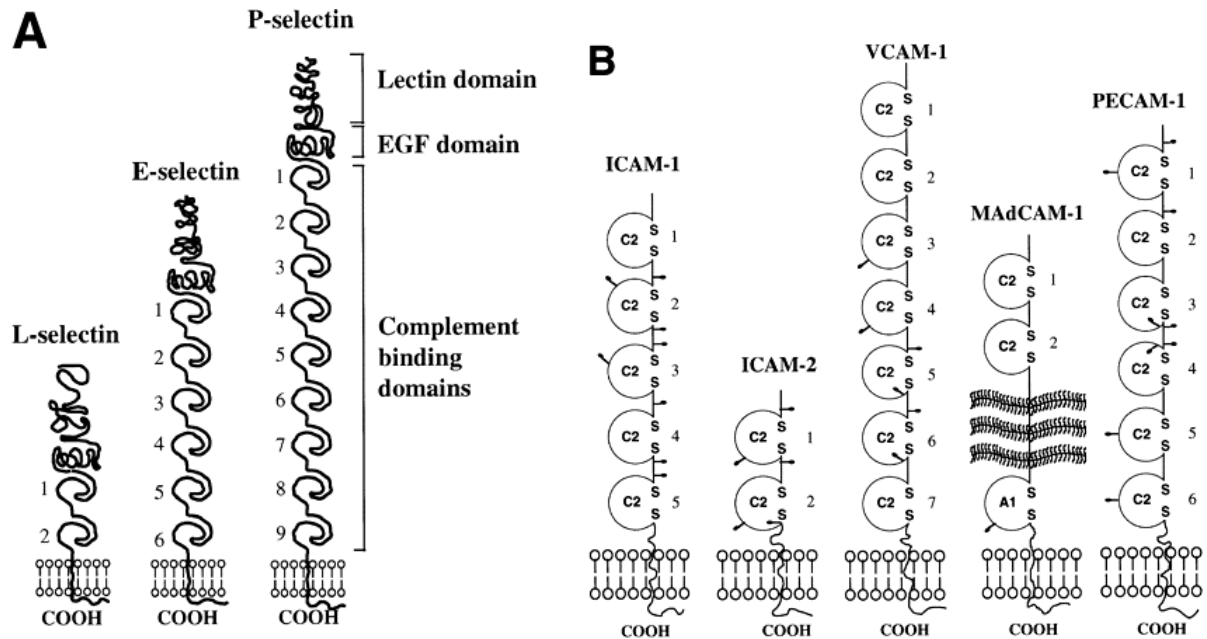 A
P-selectin
Lectin domain
EGF domain
E-selectin
L-selectin
Complement
binding
domains
1
2
3
4
5
6
7
8
9
1
2
3
4
5
6
1
2
COOH
COOH
COOH
B
VCAM-1
PECAM-1
ICAM-1
MAdCAM-1
ICAM-2
C2 S S 1
C2 S S 2
C2 S S 3
C2 S S 4
C2 S S 5
C2 S S 1
C2 S S 2
C2 S S 1
C2 S S 2
C2 S S 3
C2 S S 4
C2 S S 5
C2 S S 6
C2 S S 7
C2 S S 1
C2 S S 2
A1 S S
C2 S S 1
C2 S S 2
C2 S S 3
C2 S S 4
C2 S S 5
C2 S S 6
COOH
COOH
COOH
COOH
COOH